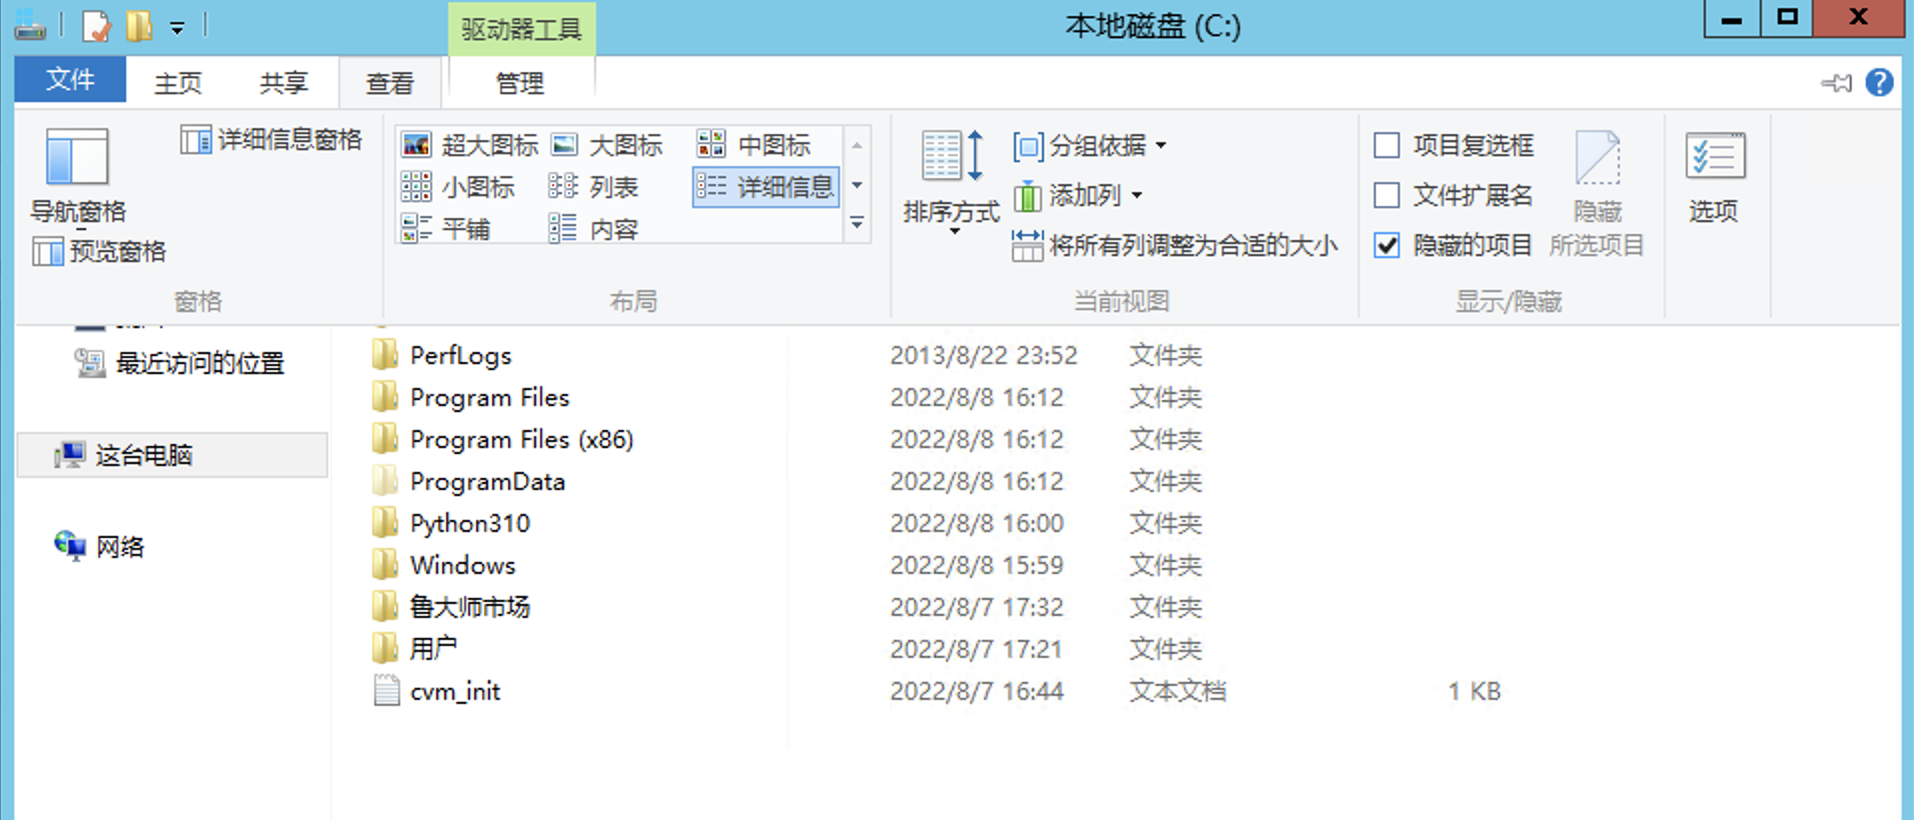 驱动器工具
本地磁盘 (C:)
文件
主页
共享
查看
管理
导航窗格
预览窗格
详细信息窗格
窗格
超大图标
大图标
中图标
小图标
列表
详细信息
平铺
内容
布局
排序方式
分组依据
添加列
将所有列调整为合适的大小
当前视图
项目复选框
文件扩展名
隐藏的项目
隐藏
所选项目
显示/隐藏
选项
最近访问的位置
这台电脑
网络
PerfLogs 2013/8/22 23:52 文件夹
Program Files 2022/8/8 16:12 文件夹
Program Files (x86) 2022/8/8 16:12 文件夹
ProgramData 2022/8/8 16:12 文件夹
Python310 2022/8/8 16:00 文件夹
Windows 2022/8/8 15:59 文件夹
鲁大师市场 2022/8/7 17:32 文件夹
用户 2022/8/7 17:21 文件夹
cvm_init 2022/8/7 16:44 文本文档 1 KB